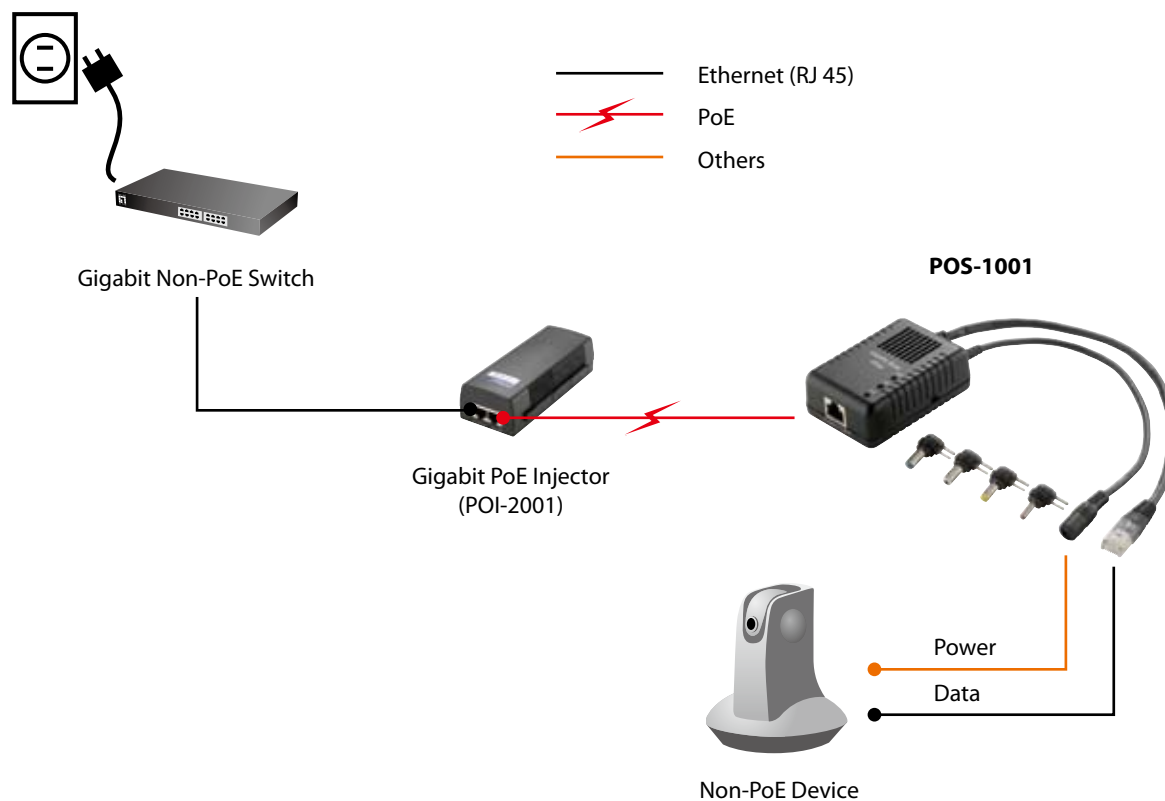 Ethernet (RJ 45)
PoE
Others
Gigabit Non-PoE Switch
POS-1001
Gigabit PoE Injector
(POI-2001)
Power
Data
Non-PoE Device